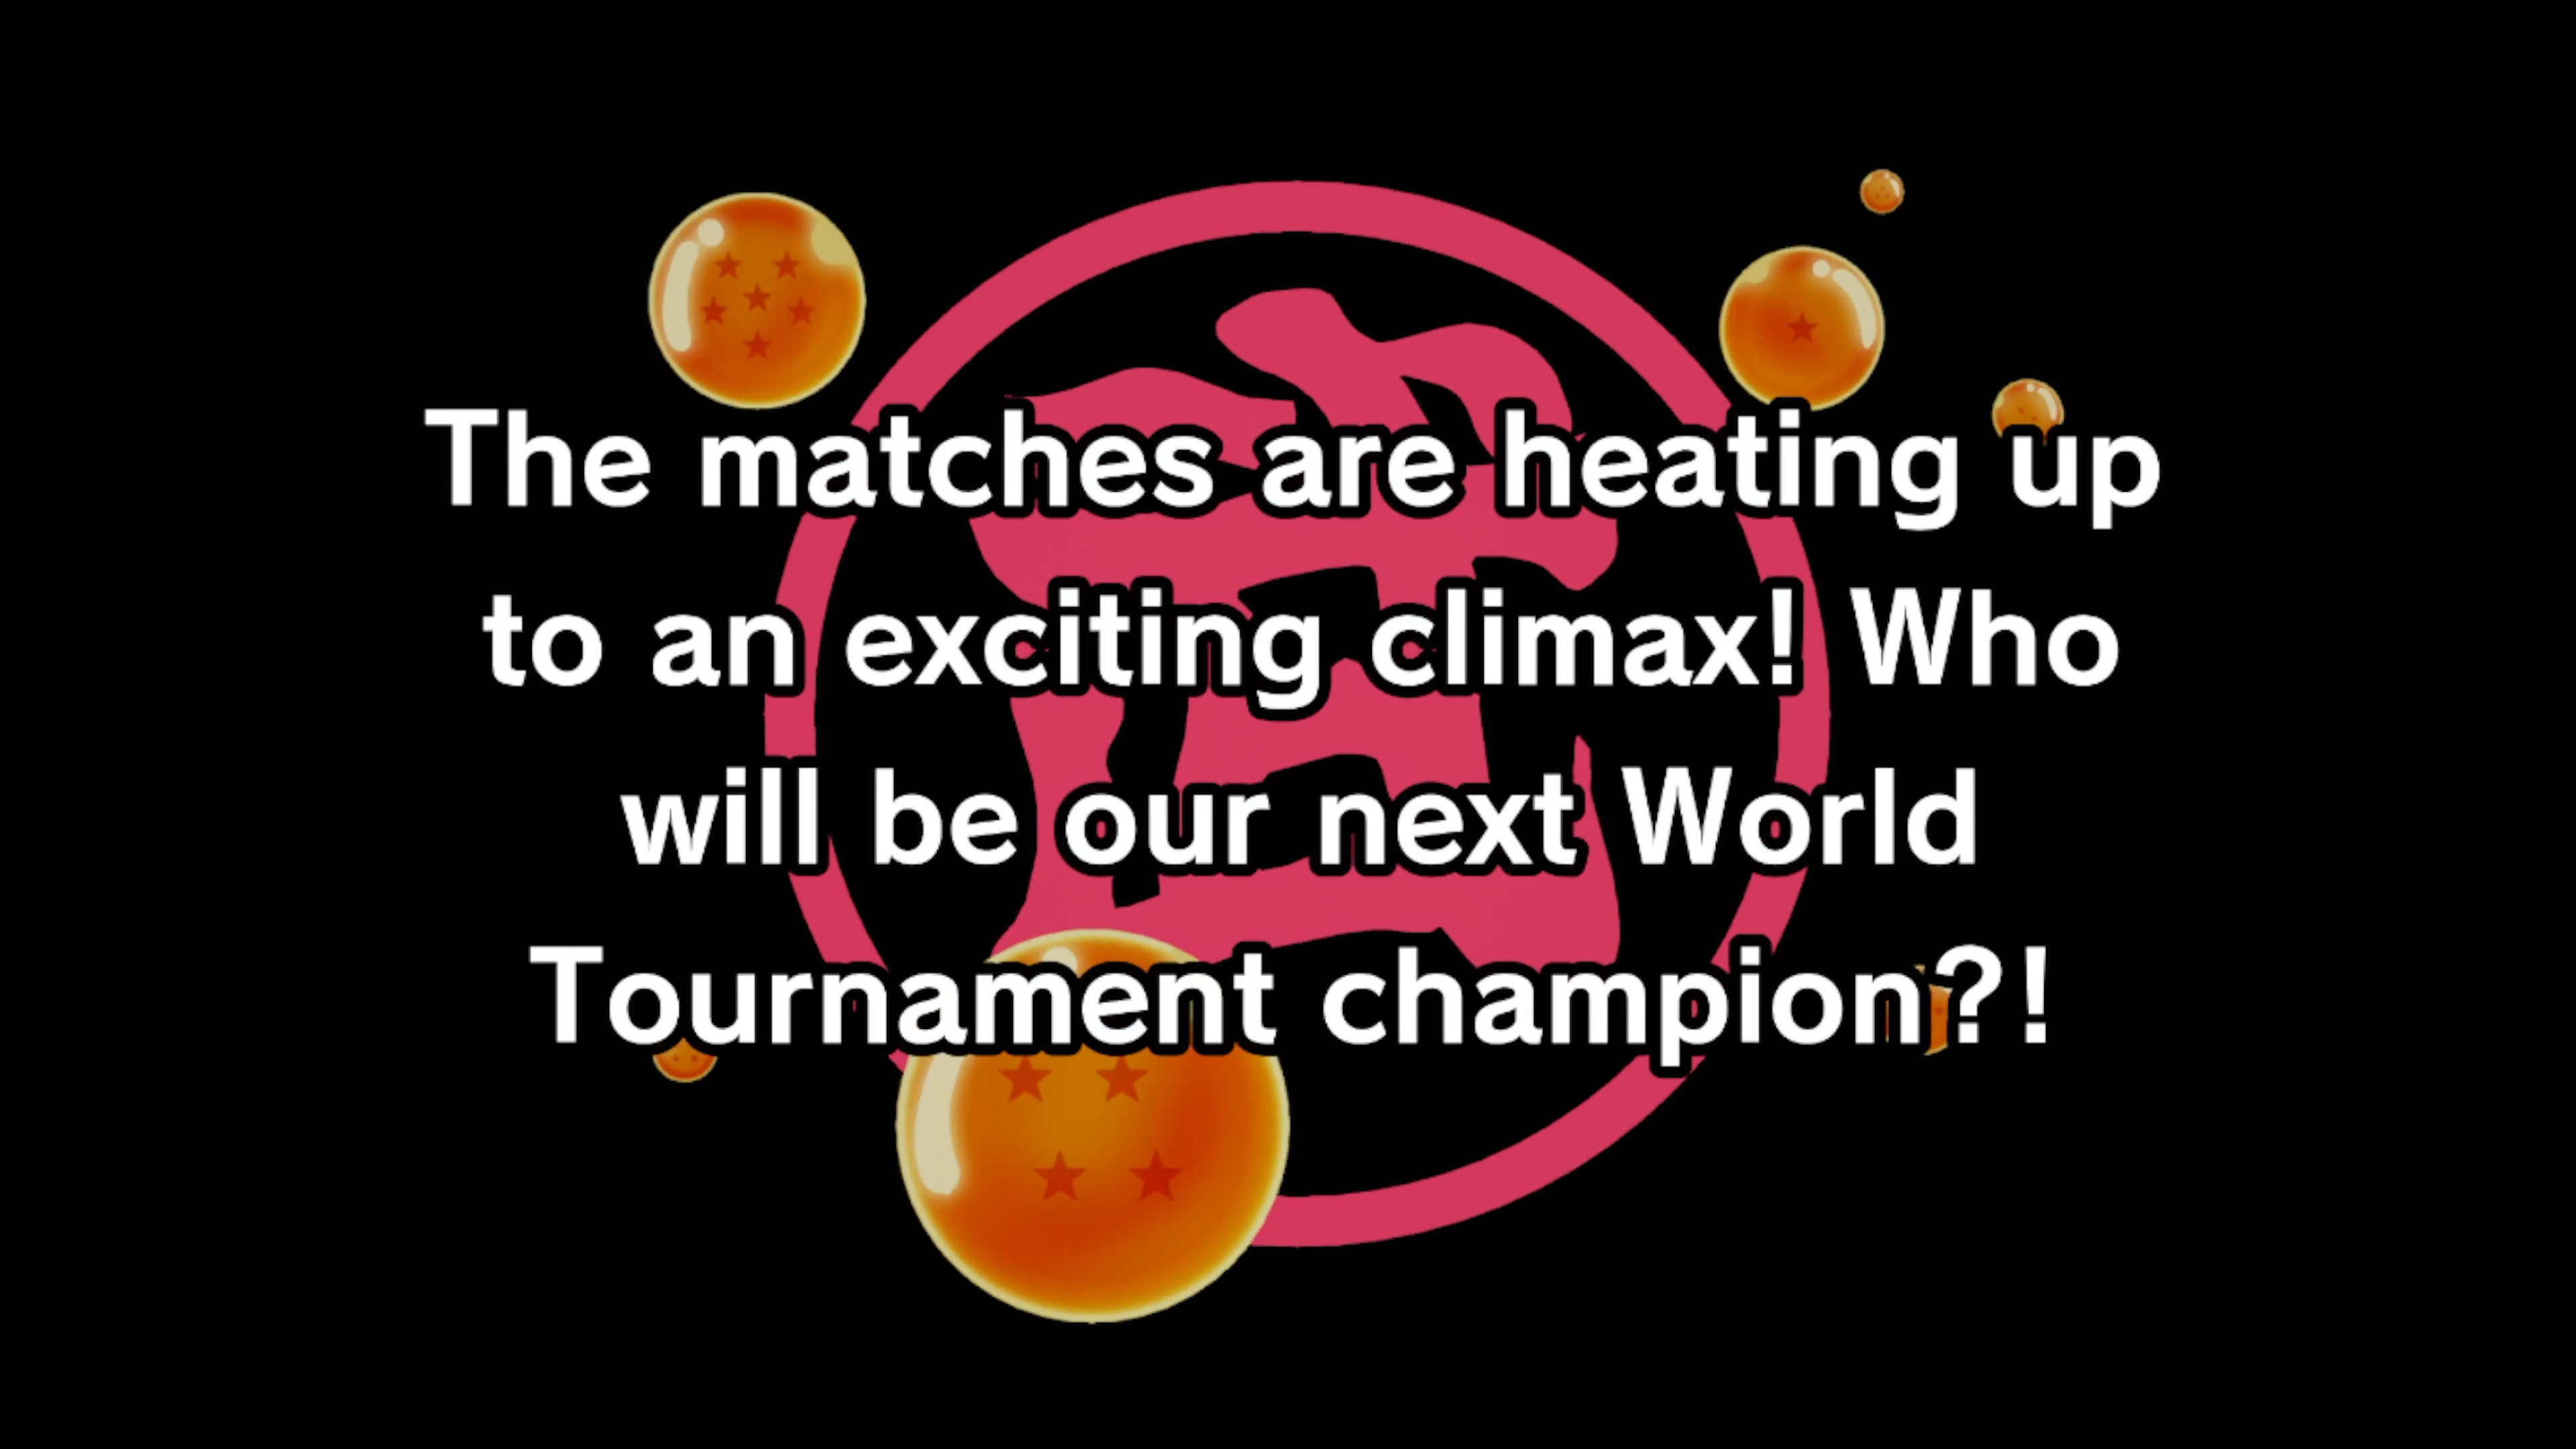 The matches are heating up
to an exciting climax! Who
will be our next World
Tournament champion?!